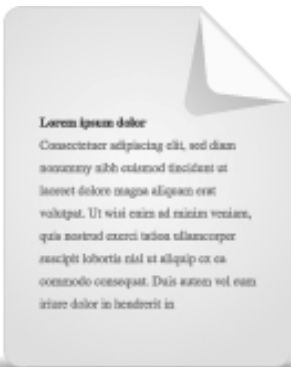 Lorem ipsum dolor
Consectetuer adipiscing elit, sed diam
nonummy nibh euismod tincidunt ut
laoreet dolore magna aliquam erat
volutpat. Ut wisi enim ad minim veniam,
quis nostrud exerci tation ullamcorper
suscipit lobortis nisl ut aliquip ex ea
commodo consequat. Duis autem vel eum
iriure dolor in hendrerit in